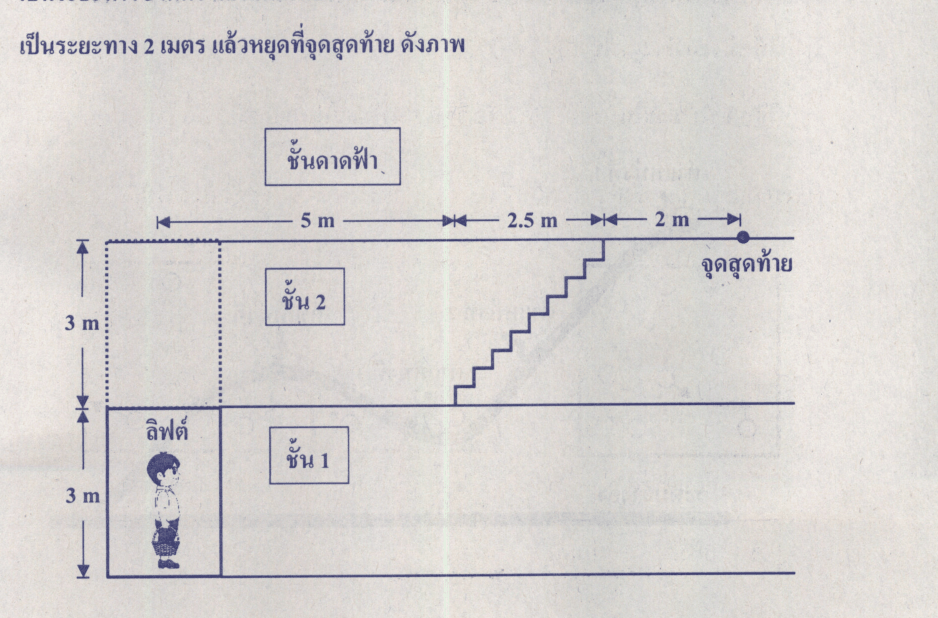 เป็นระยะทาง 2 เมตร แล้วหยุดที่จุดสุดท้าย ดังภาพ
ชั้นดาดฟ้า
5 m
2.5 m
2 m
จุดสุดท้าย
ชั้น 2
3 m
ลิฟต์
ชั้น 1
3 m